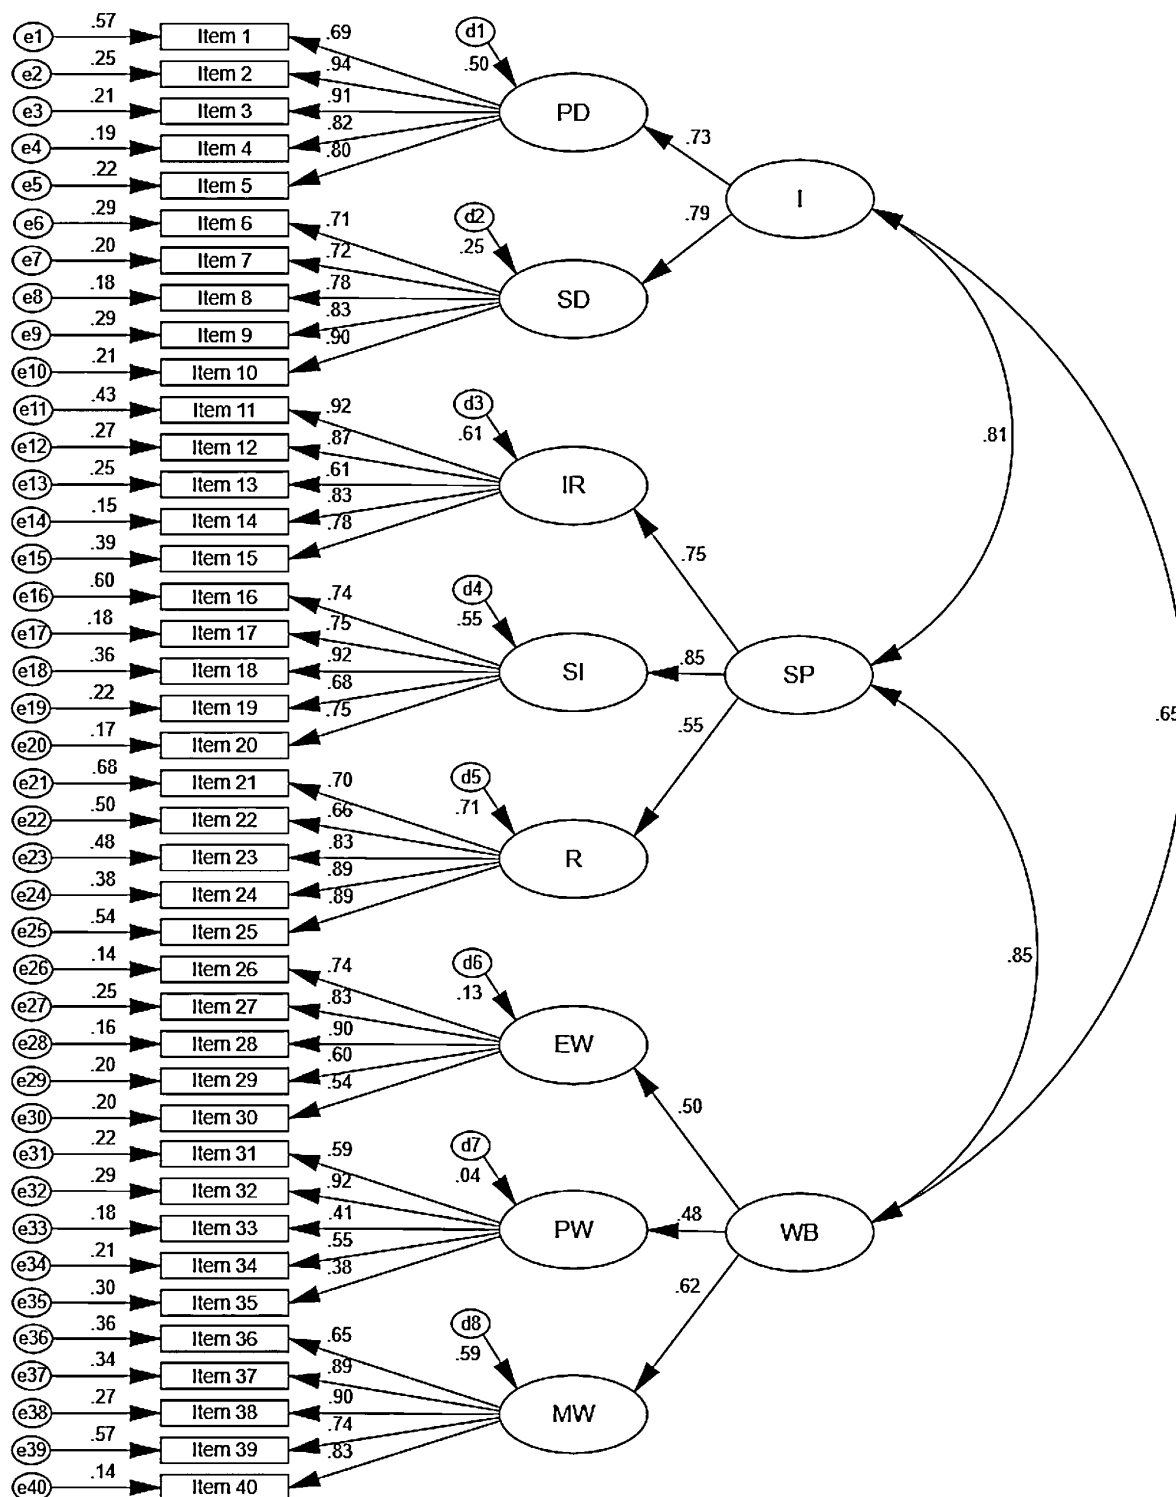 e1 .57 Item 1 .69 d1
e2 .25 Item 2 .94 .50
e3 .21 Item 3 .91 PD
e4 .19 Item 4 .82 .73
e5 .22 Item 5 .80 I
e6 .29 Item 6 .71 d2 .79
e7 .20 Item 7 .72 .25
e8 .18 Item 8 .78 SD
e9 .29 Item 9 .83
e10 .21 Item 10 .90
e11 .43 Item 11 .92 d3 .81
e12 .27 Item 12 .87 .61
e13 .25 Item 13 .61 IR
e14 .15 Item 14 .83
e15 .39 Item 15 .78 .75
e16 .60 Item 16 .74 d4
e17 .18 Item 17 .75 .55
e18 .36 Item 18 .92 SI .85 SP
e19 .22 Item 19 .68 .65
e20 .17 Item 20 .75 .55
e21 .68 Item 21 .70 d5
e22 .50 Item 22 .66 .71
e23 .48 Item 23 .83 R
e24 .38 Item 24 .89
e25 .54 Item 25 .89
e26 .14 Item 26 .74 d6 .85
e27 .25 Item 27 .83 .13
e28 .16 Item 28 .90 EW
e29 .20 Item 29 .60
e30 .20 Item 30 .54 .50
e31 .22 Item 31 .59 d7
e32 .29 Item 32 .92 .04
e33 .18 Item 33 .41 PW .48 WB
e34 .21 Item 34 .55
e35 .30 Item 35 .38 .62
e36 .36 Item 36 .65 d8
e37 .34 Item 37 .89 .59
e38 .27 Item 38 .90 MW
e39 .57 Item 39 .74
e40 .14 Item 40 .83